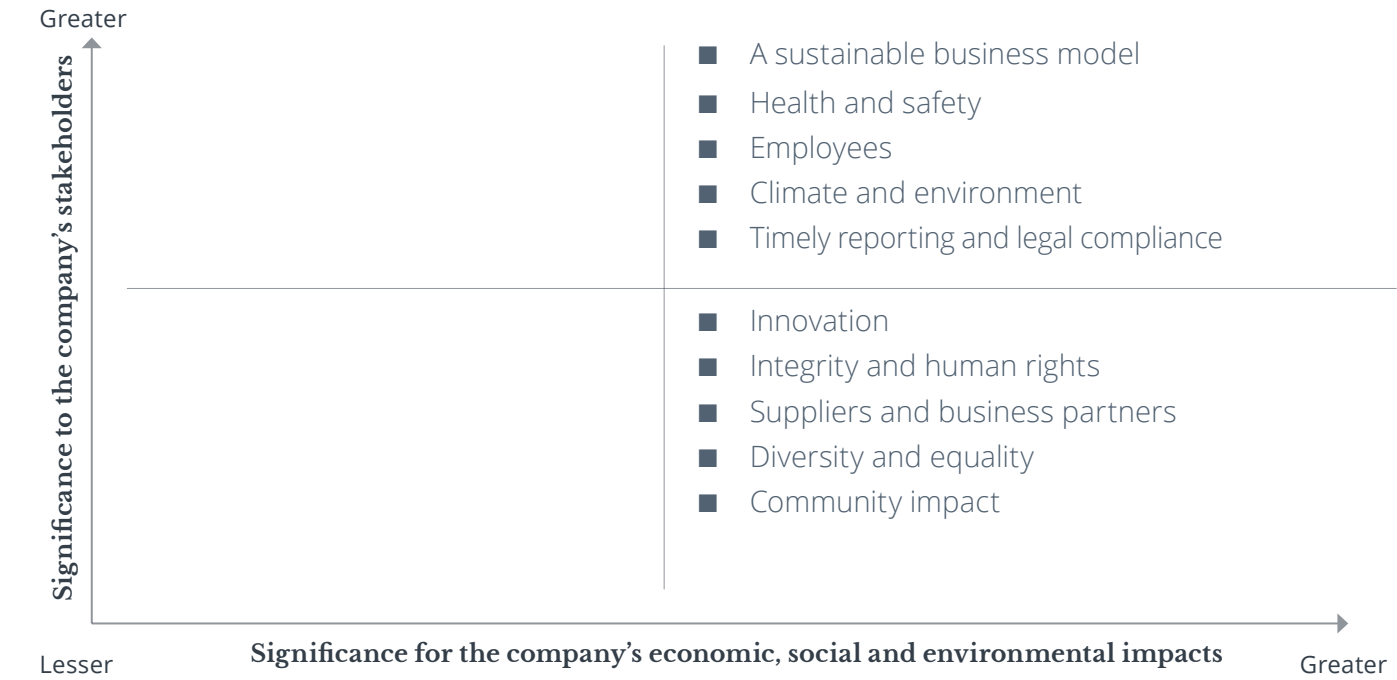 Greater
Significance to the company’s stakeholders
A sustainable business model
Health and safety
Employees
Climate and environment
Timely reporting and legal compliance
Innovation
Integrity and human rights
Suppliers and business partners
Diversity and equality
Community impact
Lesser
Significance for the company’s economic, social and environmental impacts
Greater